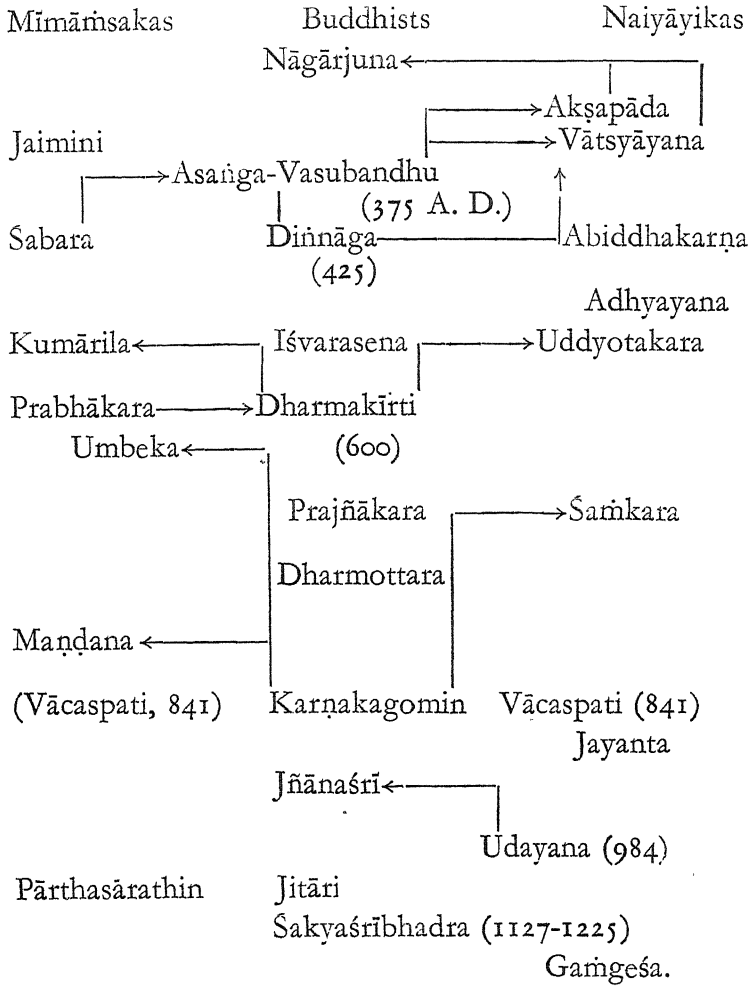 Mīmāṁsakas Buddhists Naiyāyikas
Nāgārjuna
Akṣapāda
Jaimini Vātsyāyana
Asaṅga-Vasubandhu
(375 A. D.)
Śabara Diṅnāga Abiddhakarṇa
(425)
Adhyayana
Kumārila Iśvarasena Uddyotakara
Prabhākara Dharmakīrti
Umbeka (600)
Prajñākara Śaṁkara
Dharmottara
Maṇḍana
(Vācaspati, 841) Karṇakagomin Vācaspati (841)
Jayanta
Jñānaśrī
Udayana (984)
Pārthasārathin Jitāri
Śakyaśrībhadra (1127-1225)
Gaṁgeśa.